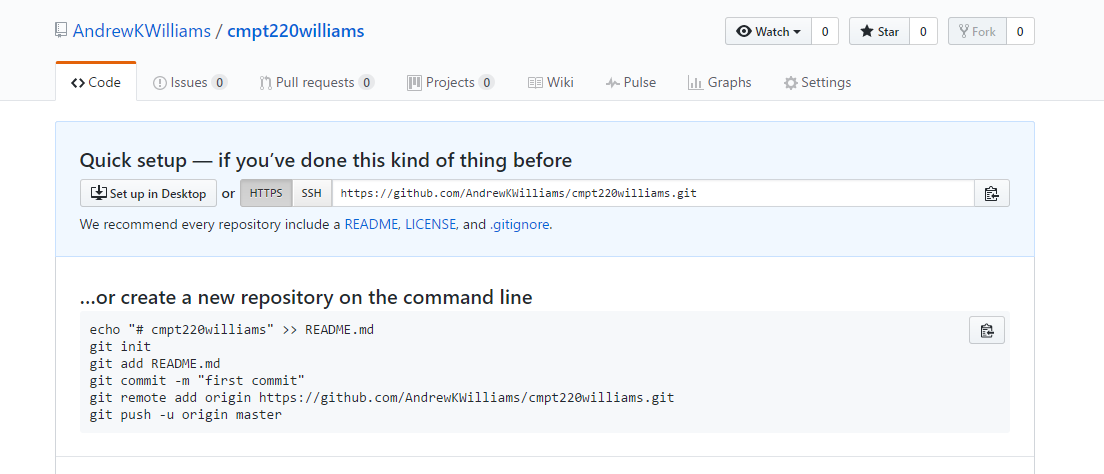 AndrewKWilliams / cmpt220williams
Watch 0 Star 0 Fork 0
Code Issues 0 Pull requests 0 Projects 0 Wiki Pulse Graphs Settings
Quick setup — if you’ve done this kind of thing before
Set up in Desktop or HTTPS SSH https://github.com/AndrewKWilliams/cmpt220williams.git
We recommend every repository include a README, LICENSE, and .gitignore.
…or create a new repository on the command line
echo "# cmpt220williams" >> README.md
git init
git add README.md
git commit -m "first commit"
git remote add origin https://github.com/AndrewKWilliams/cmpt220williams.git
git push -u origin master